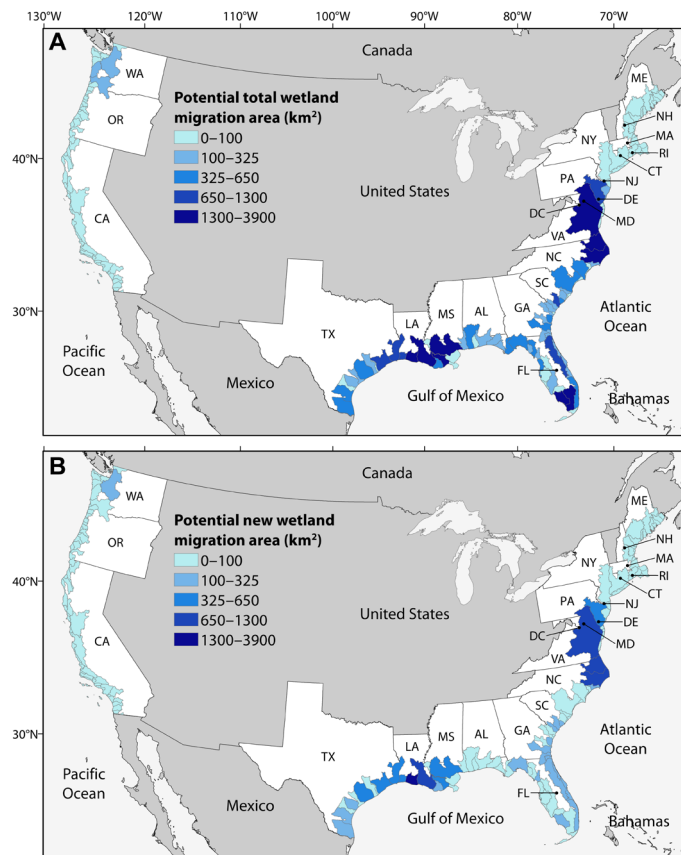 130°W 120°W 110°W 100°W 90°W 80°W 70°W
A
Canada
WA
ME
Potential total wetland
migration area (km²)
0–100
100–325
325–650
650–1300
1300–3900
OR
NH
NY
MA
RI
40°N
PA
CT
United States
NJ
DE
CA
DC
MD
VA
NC
SC
30°N
TX
LA
MS
AL
GA
Atlantic
Ocean
Pacific
Ocean
FL
Mexico
Gulf of Mexico
Bahamas
B
Canada
WA
ME
Potential new wetland
migration area (km²)
0–100
100–325
325–650
650–1300
1300–3900
OR
NH
NY
MA
RI
40°N
PA
CT
United States
NJ
DE
CA
DC
MD
VA
NC
SC
30°N
TX
LA
MS
AL
GA
Atlantic
Ocean
Pacific
Ocean
FL
Mexico
Gulf of Mexico
Bahamas